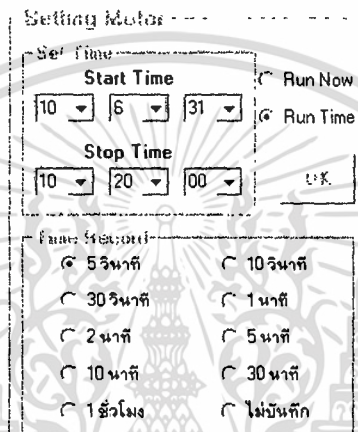 Setting Motor
Set Time
Start Time
Run Now
10 6 31
Run Time
Stop Time
10 20 00
OK
Time Record
5 วินาที 10 วินาที
30 วินาที 1 นาที
2 นาที 5 นาที
10 นาที 30 นาที
1 ชั่วโมง ไม่บันทึก